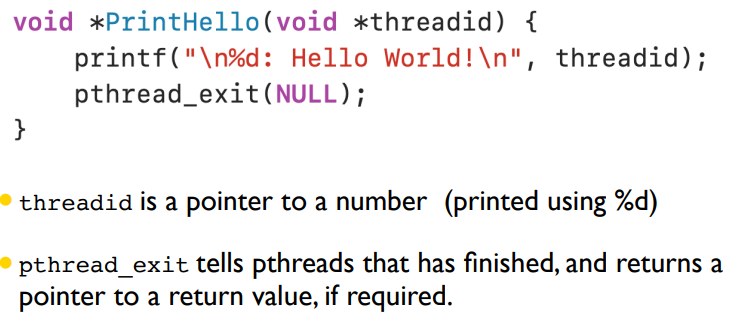 void *PrintHello(void *threadid) {
    printf("\n%d: Hello World!\n", threadid);
    pthread_exit(NULL);
}
• threadid is a pointer to a number (printed using %d)
• pthread_exit tells pthreads that has finished, and returns a
pointer to a return value, if required.